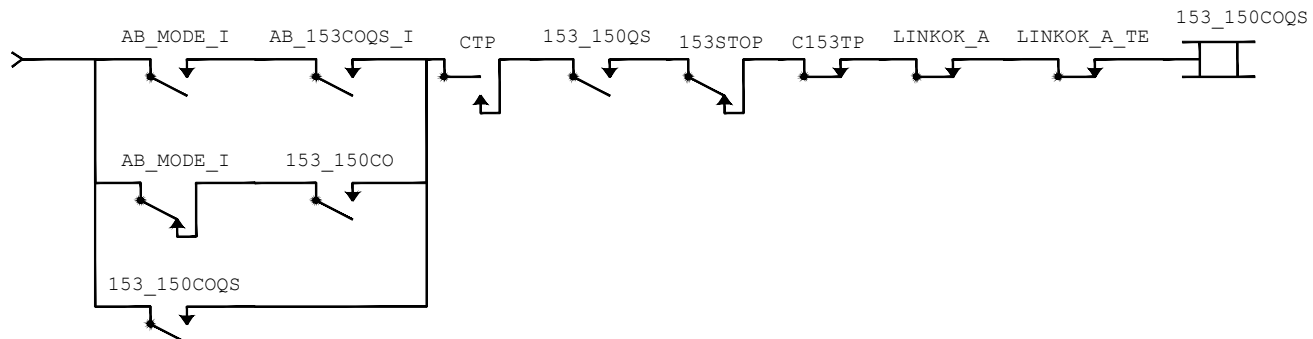 153_150COQS
AB_MODE_I AB_153COQS_I CTP 153_150QS 153STOP C153TP LINKOK_A LINKOK_A_TE
AB_MODE_I 153_150CO
153_150COQS